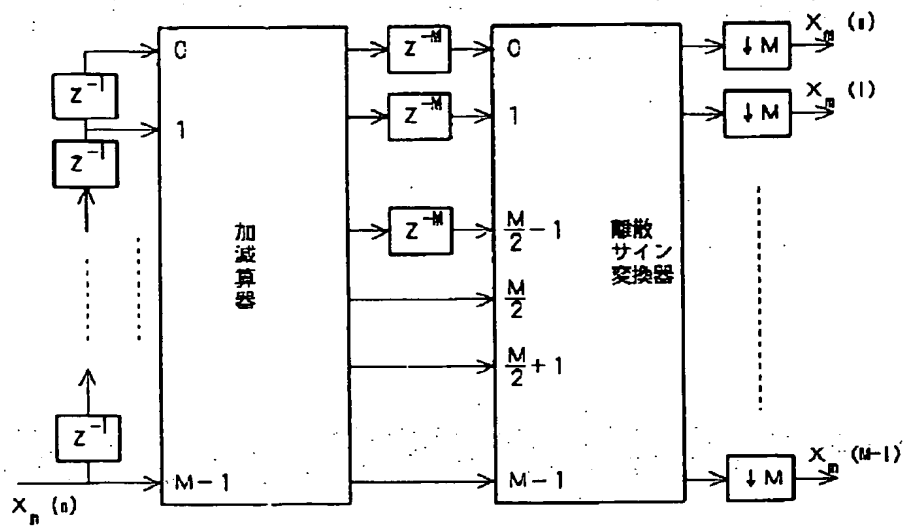 0
z⁻ᴹ
0
↓M
X_m (0)
z⁻¹
1
z⁻ᴹ
1
↓M
X_m (1)
z⁻¹
加減算器
z⁻ᴹ
M/2 -1
離散
サイン
変換器
M/2
M/2 +1
z⁻¹
M-1
M-1
↓M
X_m (M-1)
X_n (n)